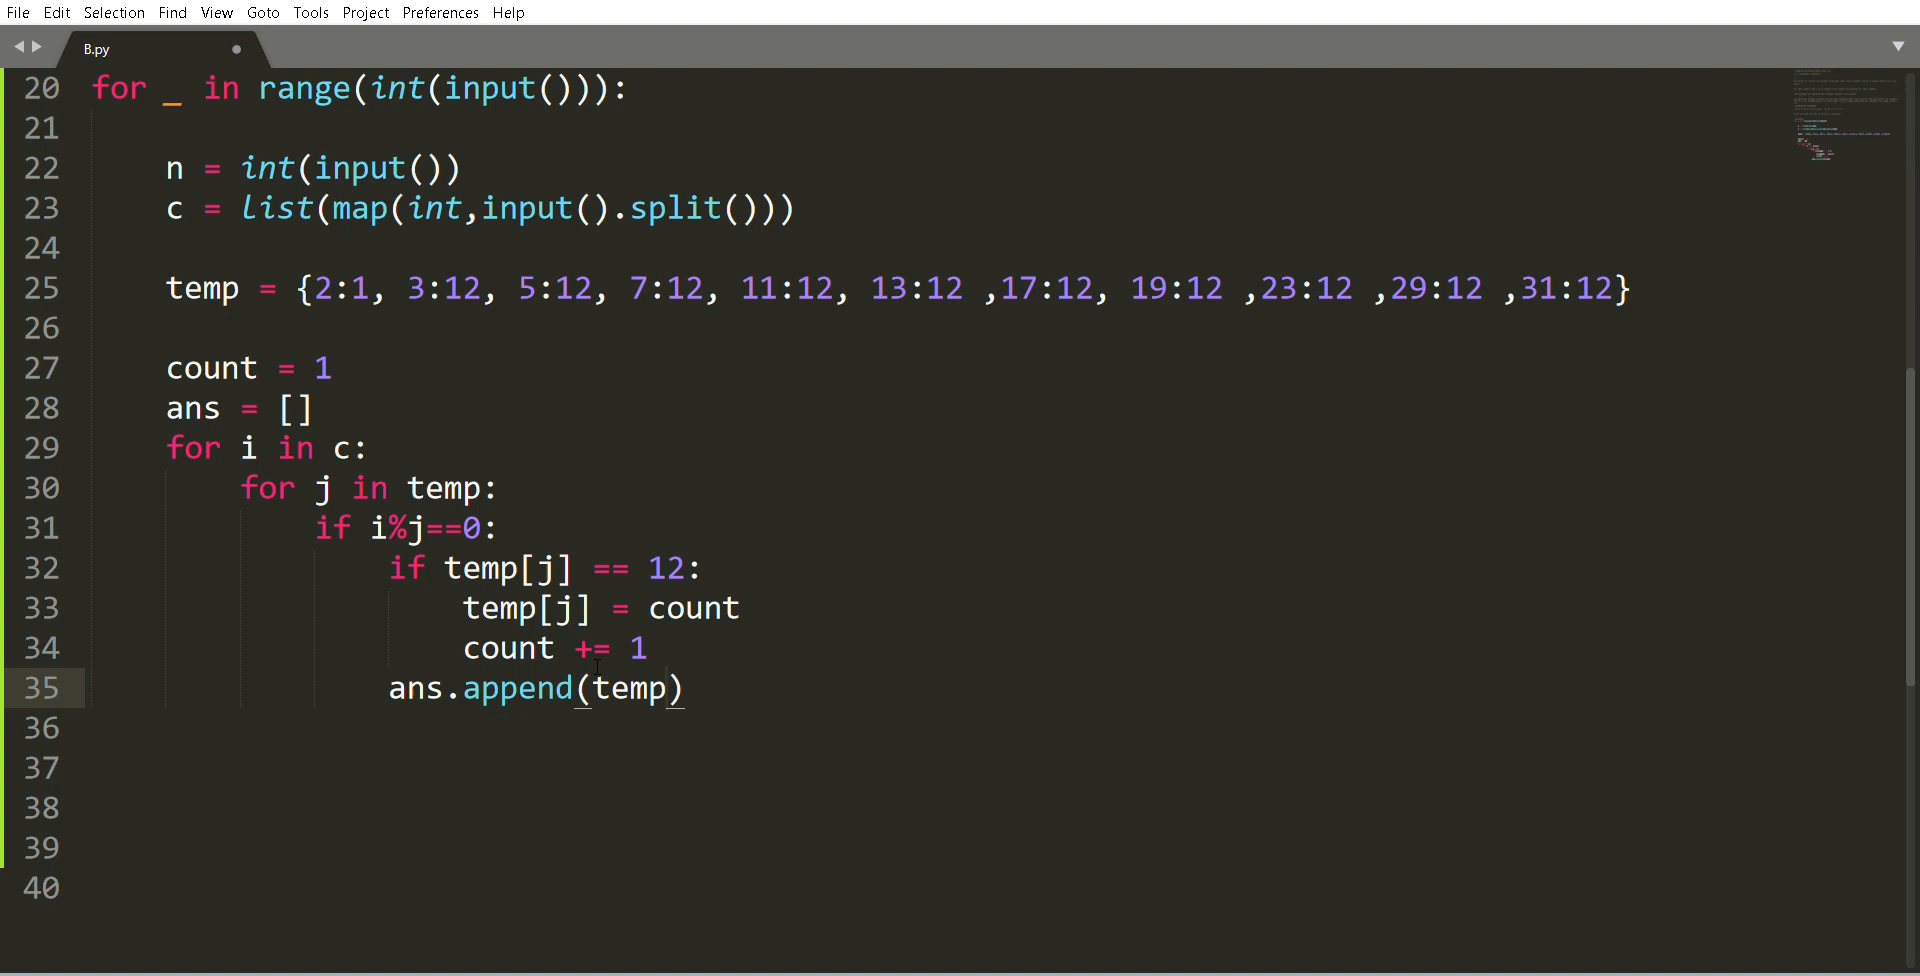 File Edit Selection Find View Goto Tools Project Preferences Help
B.py
20 for _ in range(int(input())):
21
22 n = int(input())
23 c = list(map(int,input().split()))
24
25 temp = {2:1, 3:12, 5:12, 7:12, 11:12, 13:12 ,17:12, 19:12 ,23:12 ,29:12 ,31:12}
26
27 count = 1
28 ans = []
29 for i in c:
30 for j in temp:
31 if i%j==0:
32 if temp[j] == 12:
33 temp[j] = count
34 count += 1
35 ans.append(temp)
36
37
38
39
40